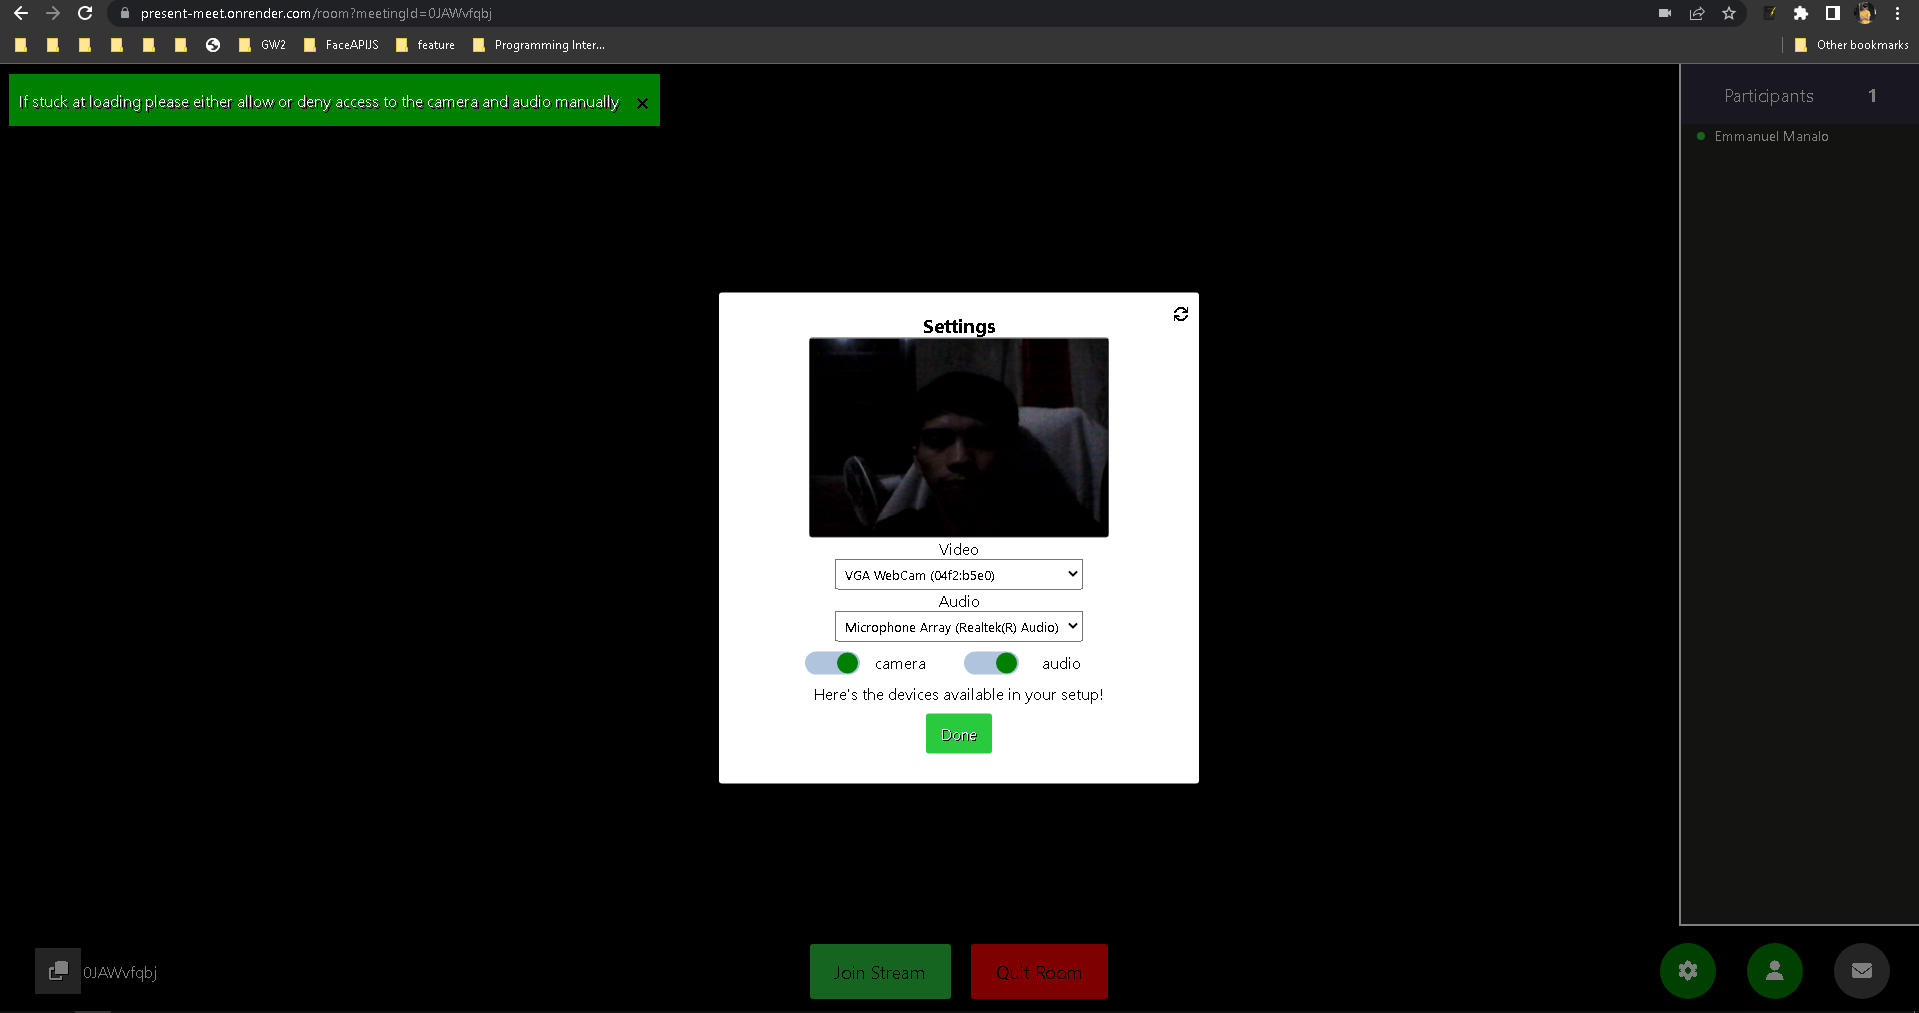 present-meet.onrender.com/room?meetingId=0JAWvfqbj
GW2 FaceAPIJS feature Programming Inter... Other bookmarks
If stuck at loading please either allow or deny access to the camera and audio manually
Participants 1
Emmanuel Manalo
Settings
Video
VGA WebCam (04f2:b5e0)
Audio
Microphone Array (Realtek(R) Audio)
camera audio
Here's the devices available in your setup!
Done
0JAWvfqbj
Join Stream
Quit Room